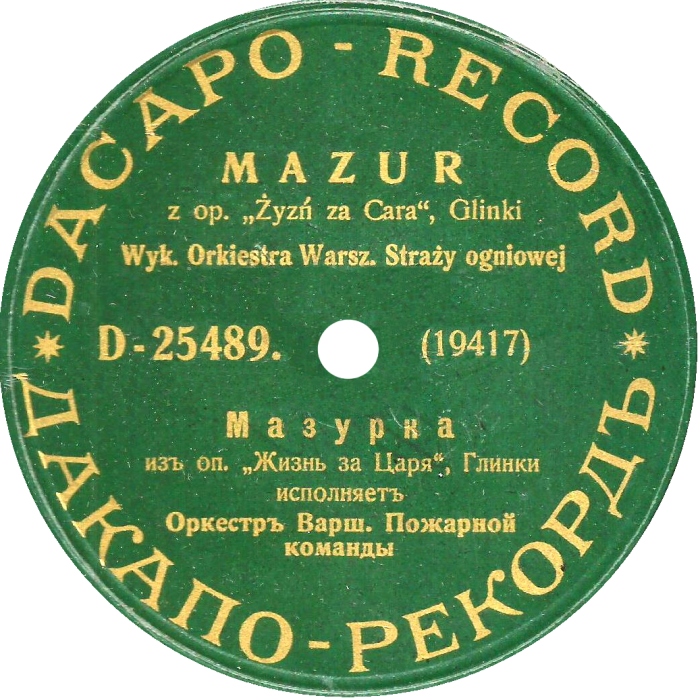 DACAPO - RECORD
MAZUR
z op. „Żyzń za Cara“, Glinki
Wyk. Orkiestra Warsz. Straży ogniowej
D-25489. (19417)
Мазурка
изъ оп. „Жизнь за Царя“, Глинки
исполняетъ
Оркестръ Варш. Пожарной
команды
ДАКАПО-РЕКОРДЪ